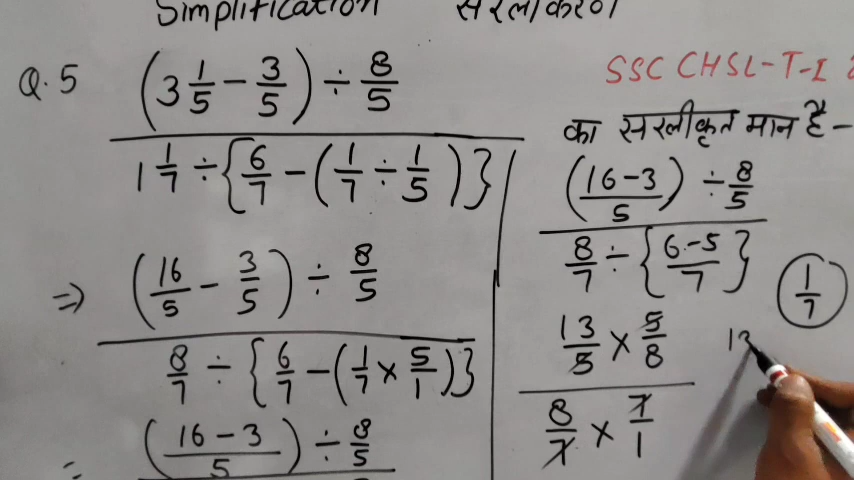 Simplification सरलीकरण
Q.5 (3 1/5 - 3/5) ÷ 8/5
SSC CHSL-T-I
1 1/7 ÷ {6/7 - (1/7 ÷ 1/5)}
का सरलीकृत मान है -
⇒ (16/5 - 3/5) ÷ 8/5
8/7 ÷ {6/7 - (1/7 × 5/1)}
(16-3/5) ÷ 8/5
(16-3/5) ÷ 8/5
8/7 ÷ {6-5/7}
1/7
13/5 × 5/8
8/7 × 7/1
13